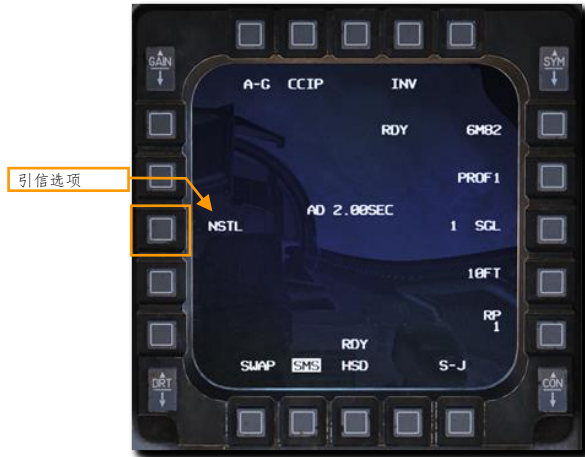 GAIN
SYM
A-G CCIP INV
RDY 6M82
引信选项
PROF1
AD 2.00SEC
NSTL
1 SGL
10FT
RP
1
RDY
SWAP SMS HSD S-J
BRT
CON